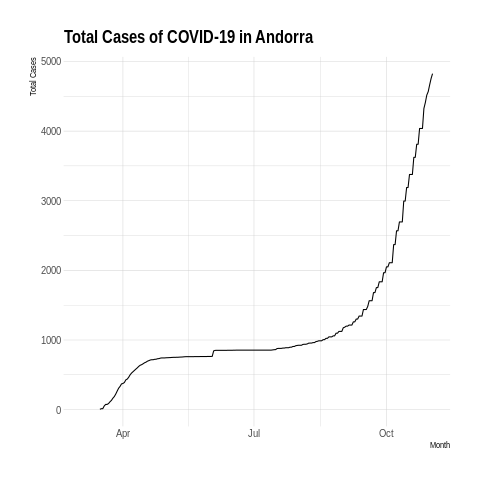 Total Cases of COVID-19 in Andorra
Total Cases
5000
4000
3000
2000
1000
0
Apr
Jul
Oct
Month